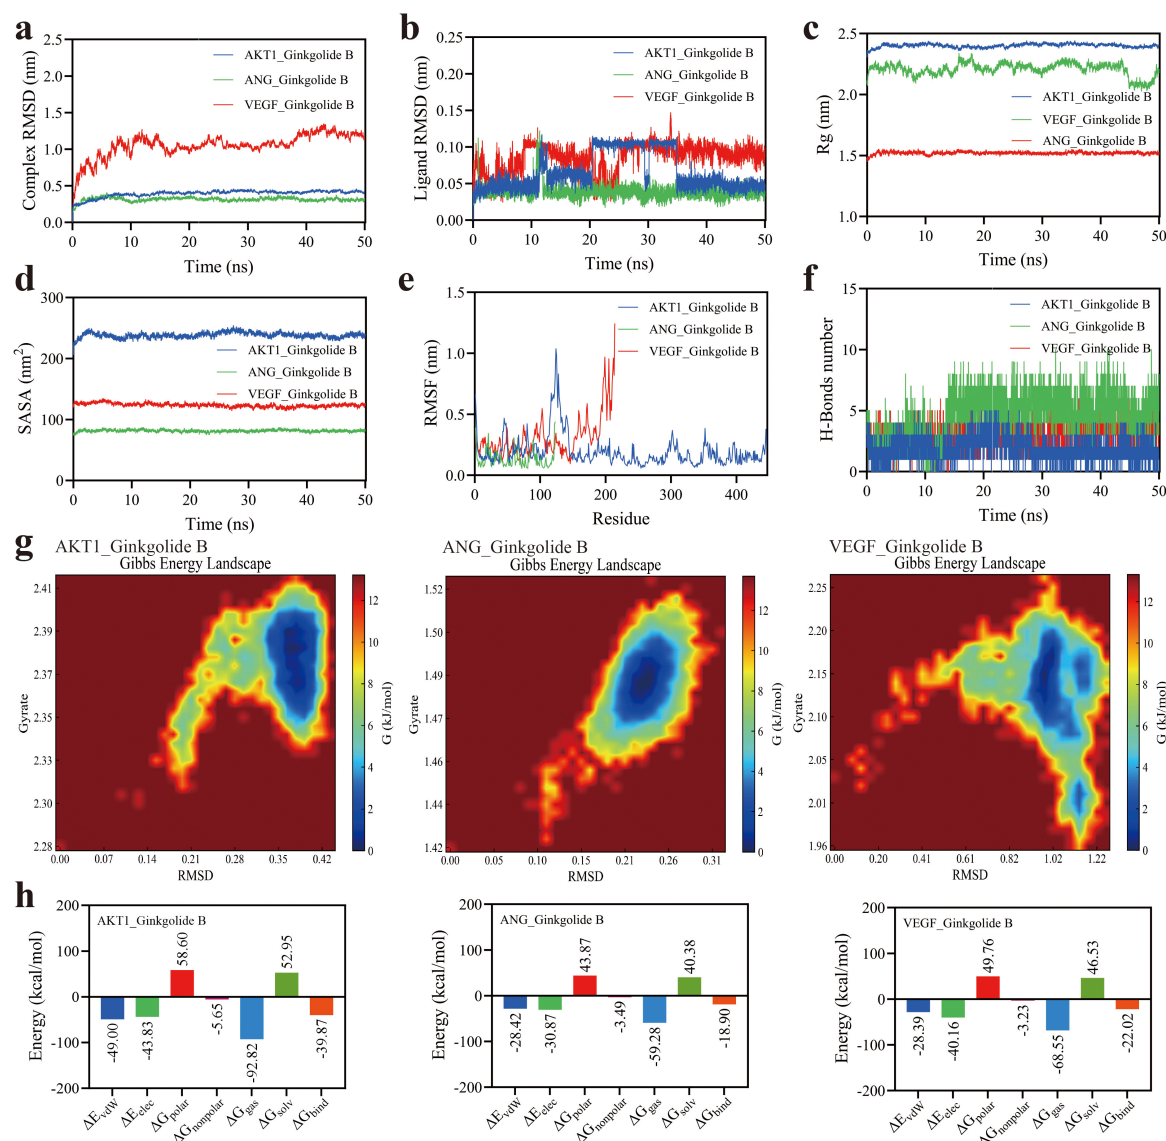 a
Complex RMSD (nm)
2.5
2.0
1.5
1.0
0.5
0.0
AKT1_Ginkgolide B
ANG_Ginkgolide B
VEGF_Ginkgolide B
0 10 20 30 40 50
Time (ns)
b
Ligand RMSD (nm)
0.25
0.20
0.15
0.10
0.05
0.00
AKT1_Ginkgolide B
ANG_Ginkgolide B
VEGF_Ginkgolide B
0 10 20 30 40 50
Time (ns)
c
Rg (nm)
2.5
2.0
1.5
1.0
AKT1_Ginkgolide B
VEGF_Ginkgolide B
ANG_Ginkgolide B
0 10 20 30 40 50
Time (ns)
d
SASA (nm²)
300
200
100
0
AKT1_Ginkgolide B
ANG_Ginkgolide B
VEGF_Ginkgolide B
0 10 20 30 40 50
Time (ns)
e
RMSF (nm)
1.5
1.0
0.5
0.0
AKT1_Ginkgolide B
ANG_Ginkgolide B
VEGF_Ginkgolide B
0 100 200 300 400
Residue
f
H-Bonds number
15
10
5
0
AKT1_Ginkgolide B
ANG_Ginkgolide B
VEGF_Ginkgolide B
0 10 20 30 40 50
Time (ns)
g
AKT1_Ginkgolide B
Gibbs Energy Landscape
Gyrate
2.41
2.39
2.37
2.35
2.33
2.30
2.28
0.00 0.07 0.14 0.21 0.28 0.35 0.42
RMSD
12
10
8
6
4
2
0
G (kJ/mol)
ANG_Ginkgolide B
Gibbs Energy Landscape
Gyrate
1.52
1.50
1.49
1.47
1.46
1.44
1.42
0.00 0.05 0.10 0.16 0.21 0.26 0.31
RMSD
12
10
8
6
4
2
0
G (kJ/mol)
VEGF_Ginkgolide B
Gibbs Energy Landscape
Gyrate
2.25
2.20
2.15
2.10
2.05
2.01
1.96
0.00 0.20 0.41 0.61 0.82 1.02 1.22
RMSD
12
10
8
6
4
2
0
G (kJ/mol)
h
Energy (kcal/mol)
200
100
0
-100
-200
AKT1_Ginkgolide B
-49.00 -43.83 58.60 -5.65 -92.82 52.95 -39.87
ΔEvdW ΔEelec ΔGpolar ΔGnonpolar ΔGgas ΔGsolv ΔGbind
Energy (kcal/mol)
200
100
0
-100
-200
ANG_Ginkgolide B
-28.42 -30.87 43.87 -3.49 -59.28 40.38 -18.90
ΔEvdW ΔEelec ΔGpolar ΔGnonpolar ΔGgas ΔGsolv ΔGbind
Energy (kcal/mol)
200
100
0
-100
-200
VEGF_Ginkgolide B
-28.39 -40.16 49.76 -3.23 -68.55 46.53 -22.02
ΔEvdW ΔEelec ΔGpolar ΔGnonpolar ΔGgas ΔGsolv ΔGbind